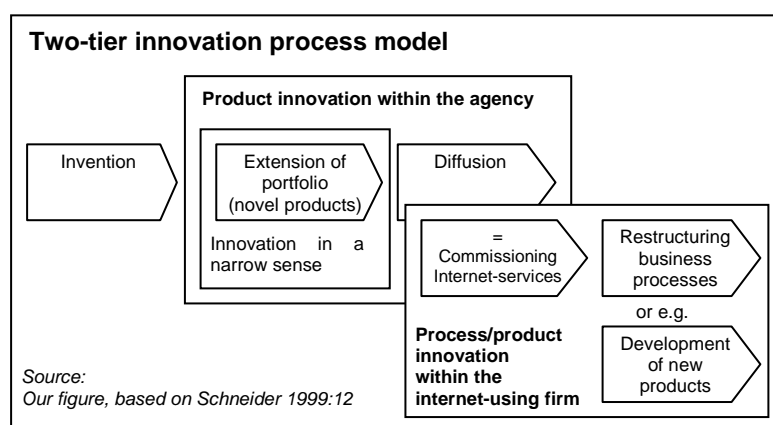 Two-tier innovation process model
Product innovation within the agency
Invention
Extension of
portfolio
(novel products)
Diffusion
Innovation in a
narrow sense
=
Commissioning
Internet-services
Restructuring
business
processes
or e.g.
Process/product
innovation
within the
internet-using firm
Development
of new
products
Source:
Our figure, based on Schneider 1999:12